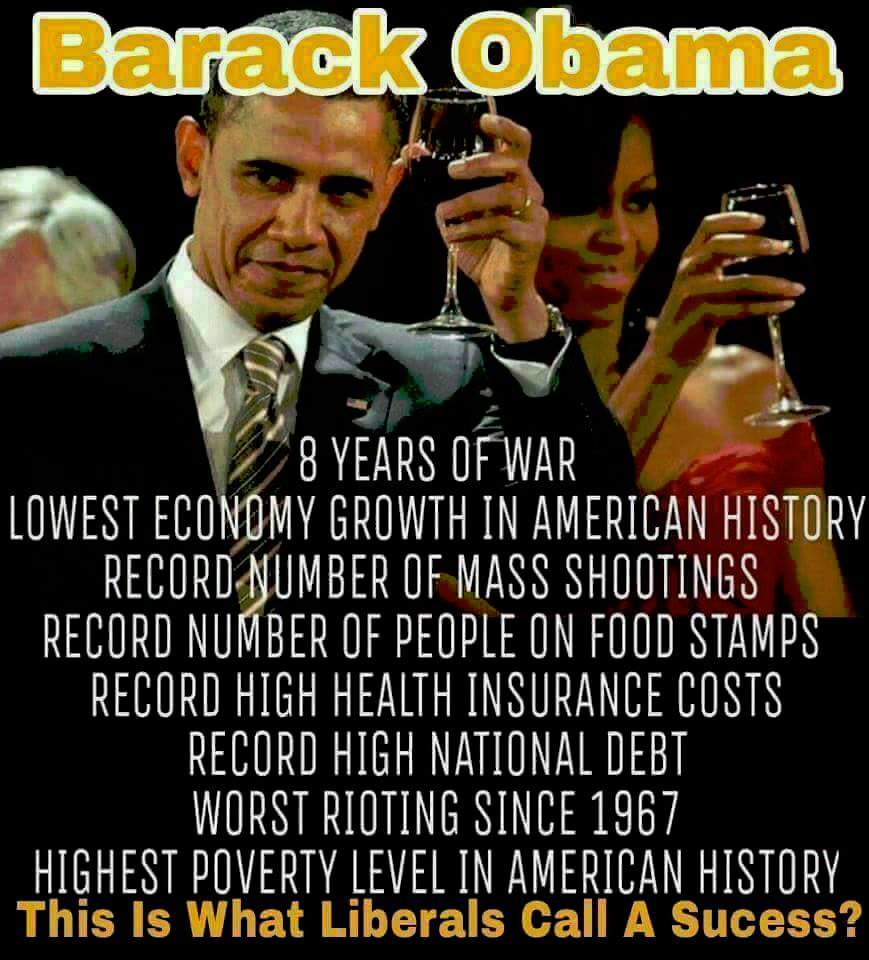 Barack Obama
8 YEARS OF WAR
LOWEST ECONOMY GROWTH IN AMERICAN HISTORY
RECORD NUMBER OF MASS SHOOTINGS
RECORD NUMBER OF PEOPLE ON FOOD STAMPS
RECORD HIGH HEALTH INSURANCE COSTS
RECORD HIGH NATIONAL DEBT
WORST RIOTING SINCE 1967
HIGHEST POVERTY LEVEL IN AMERICAN HISTORY
This Is What Liberals Call A Sucess?